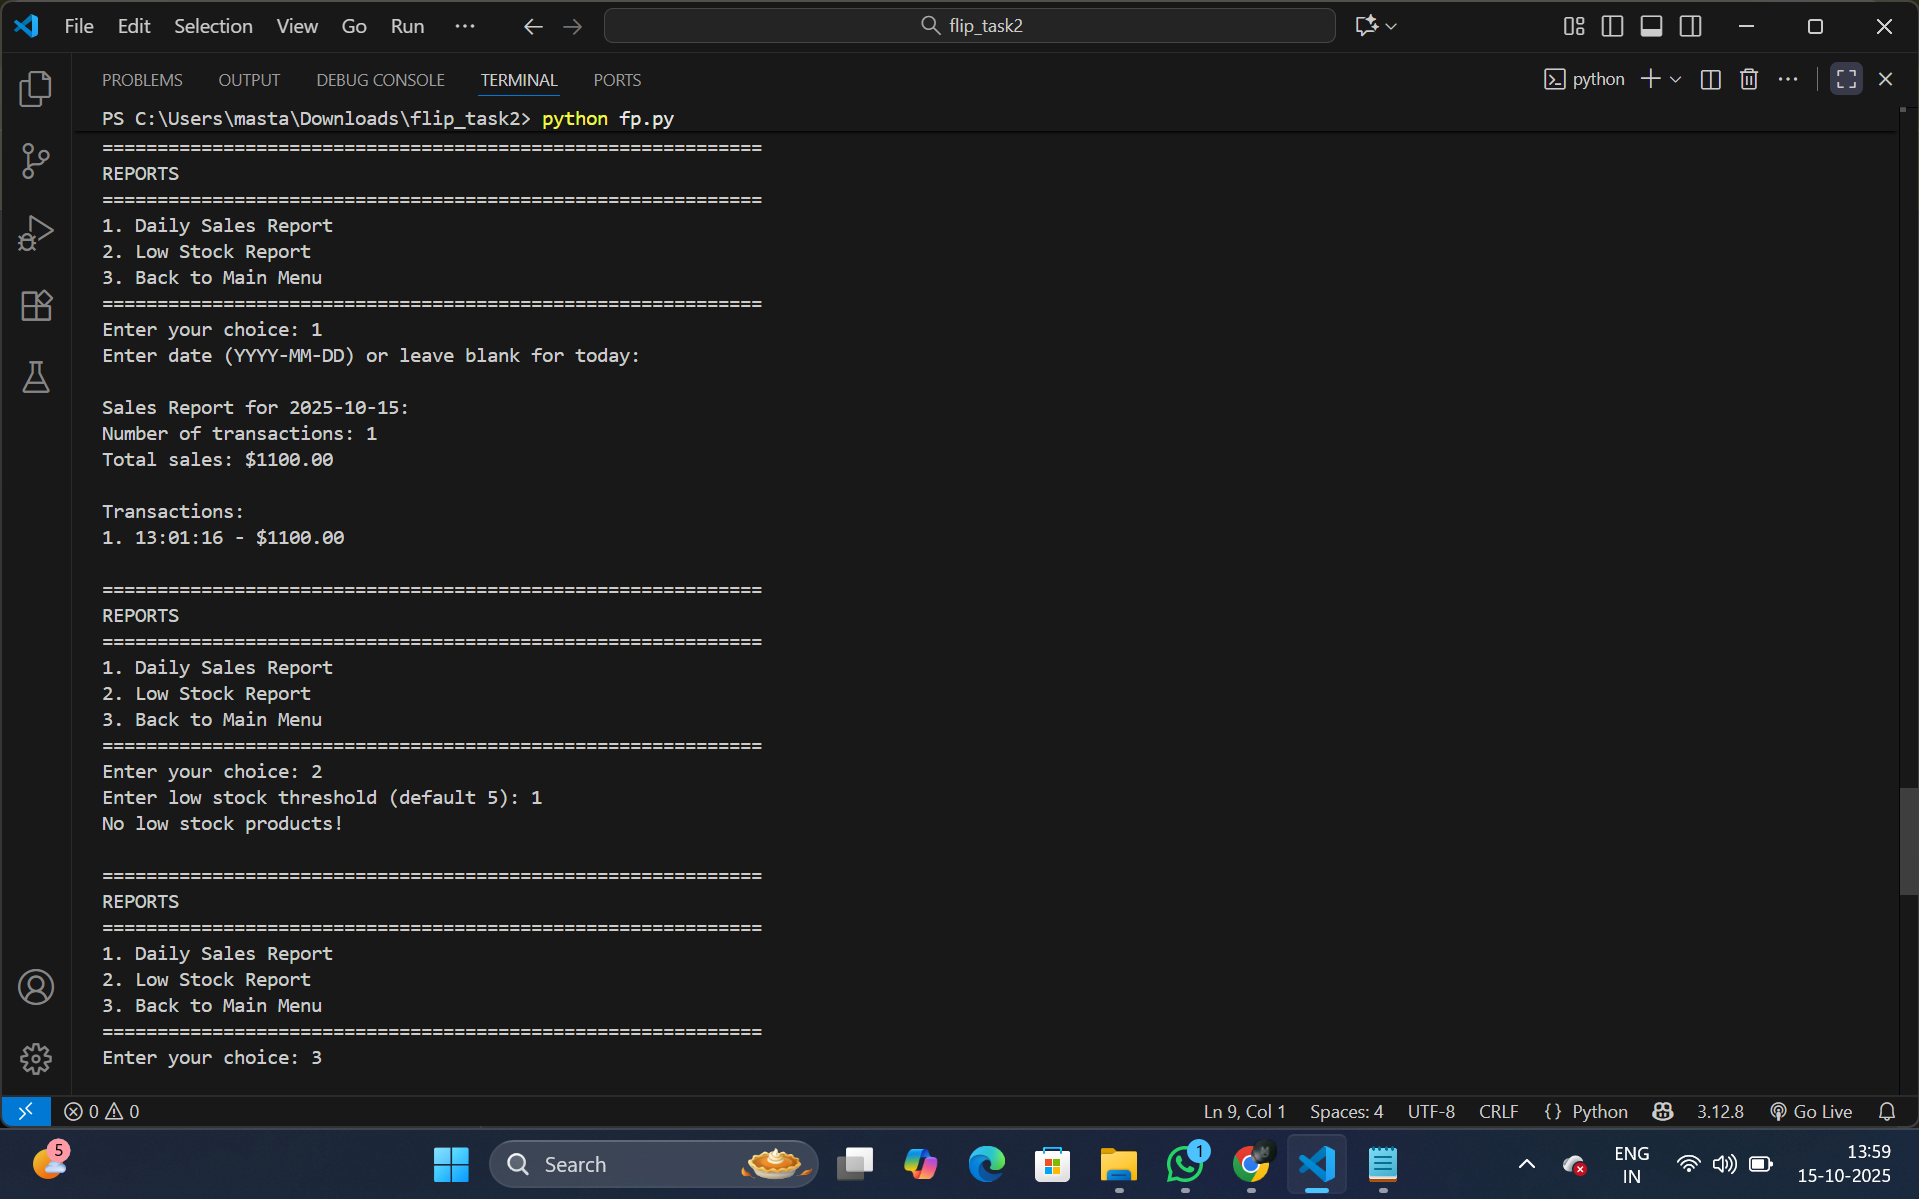 File Edit Selection View Go Run ··· flip_task2
PROBLEMS OUTPUT DEBUG CONSOLE TERMINAL PORTS python
PS C:\Users\masta\Downloads\flip_task2> python fp.py
============================================================
REPORTS
============================================================
1. Daily Sales Report
2. Low Stock Report
3. Back to Main Menu
============================================================
Enter your choice: 1
Enter date (YYYY-MM-DD) or leave blank for today:
Sales Report for 2025-10-15:
Number of transactions: 1
Total sales: $1100.00
Transactions:
1. 13:01:16 - $1100.00
============================================================
REPORTS
============================================================
1. Daily Sales Report
2. Low Stock Report
3. Back to Main Menu
============================================================
Enter your choice: 2
Enter low stock threshold (default 5): 1
No low stock products!
============================================================
REPORTS
============================================================
1. Daily Sales Report
2. Low Stock Report
3. Back to Main Menu
============================================================
Enter your choice: 3
0 0 Ln 9, Col 1 Spaces: 4 UTF-8 CRLF {} Python 3.12.8 Go Live
5 Search 1 ENG 13:59
IN 15-10-2025